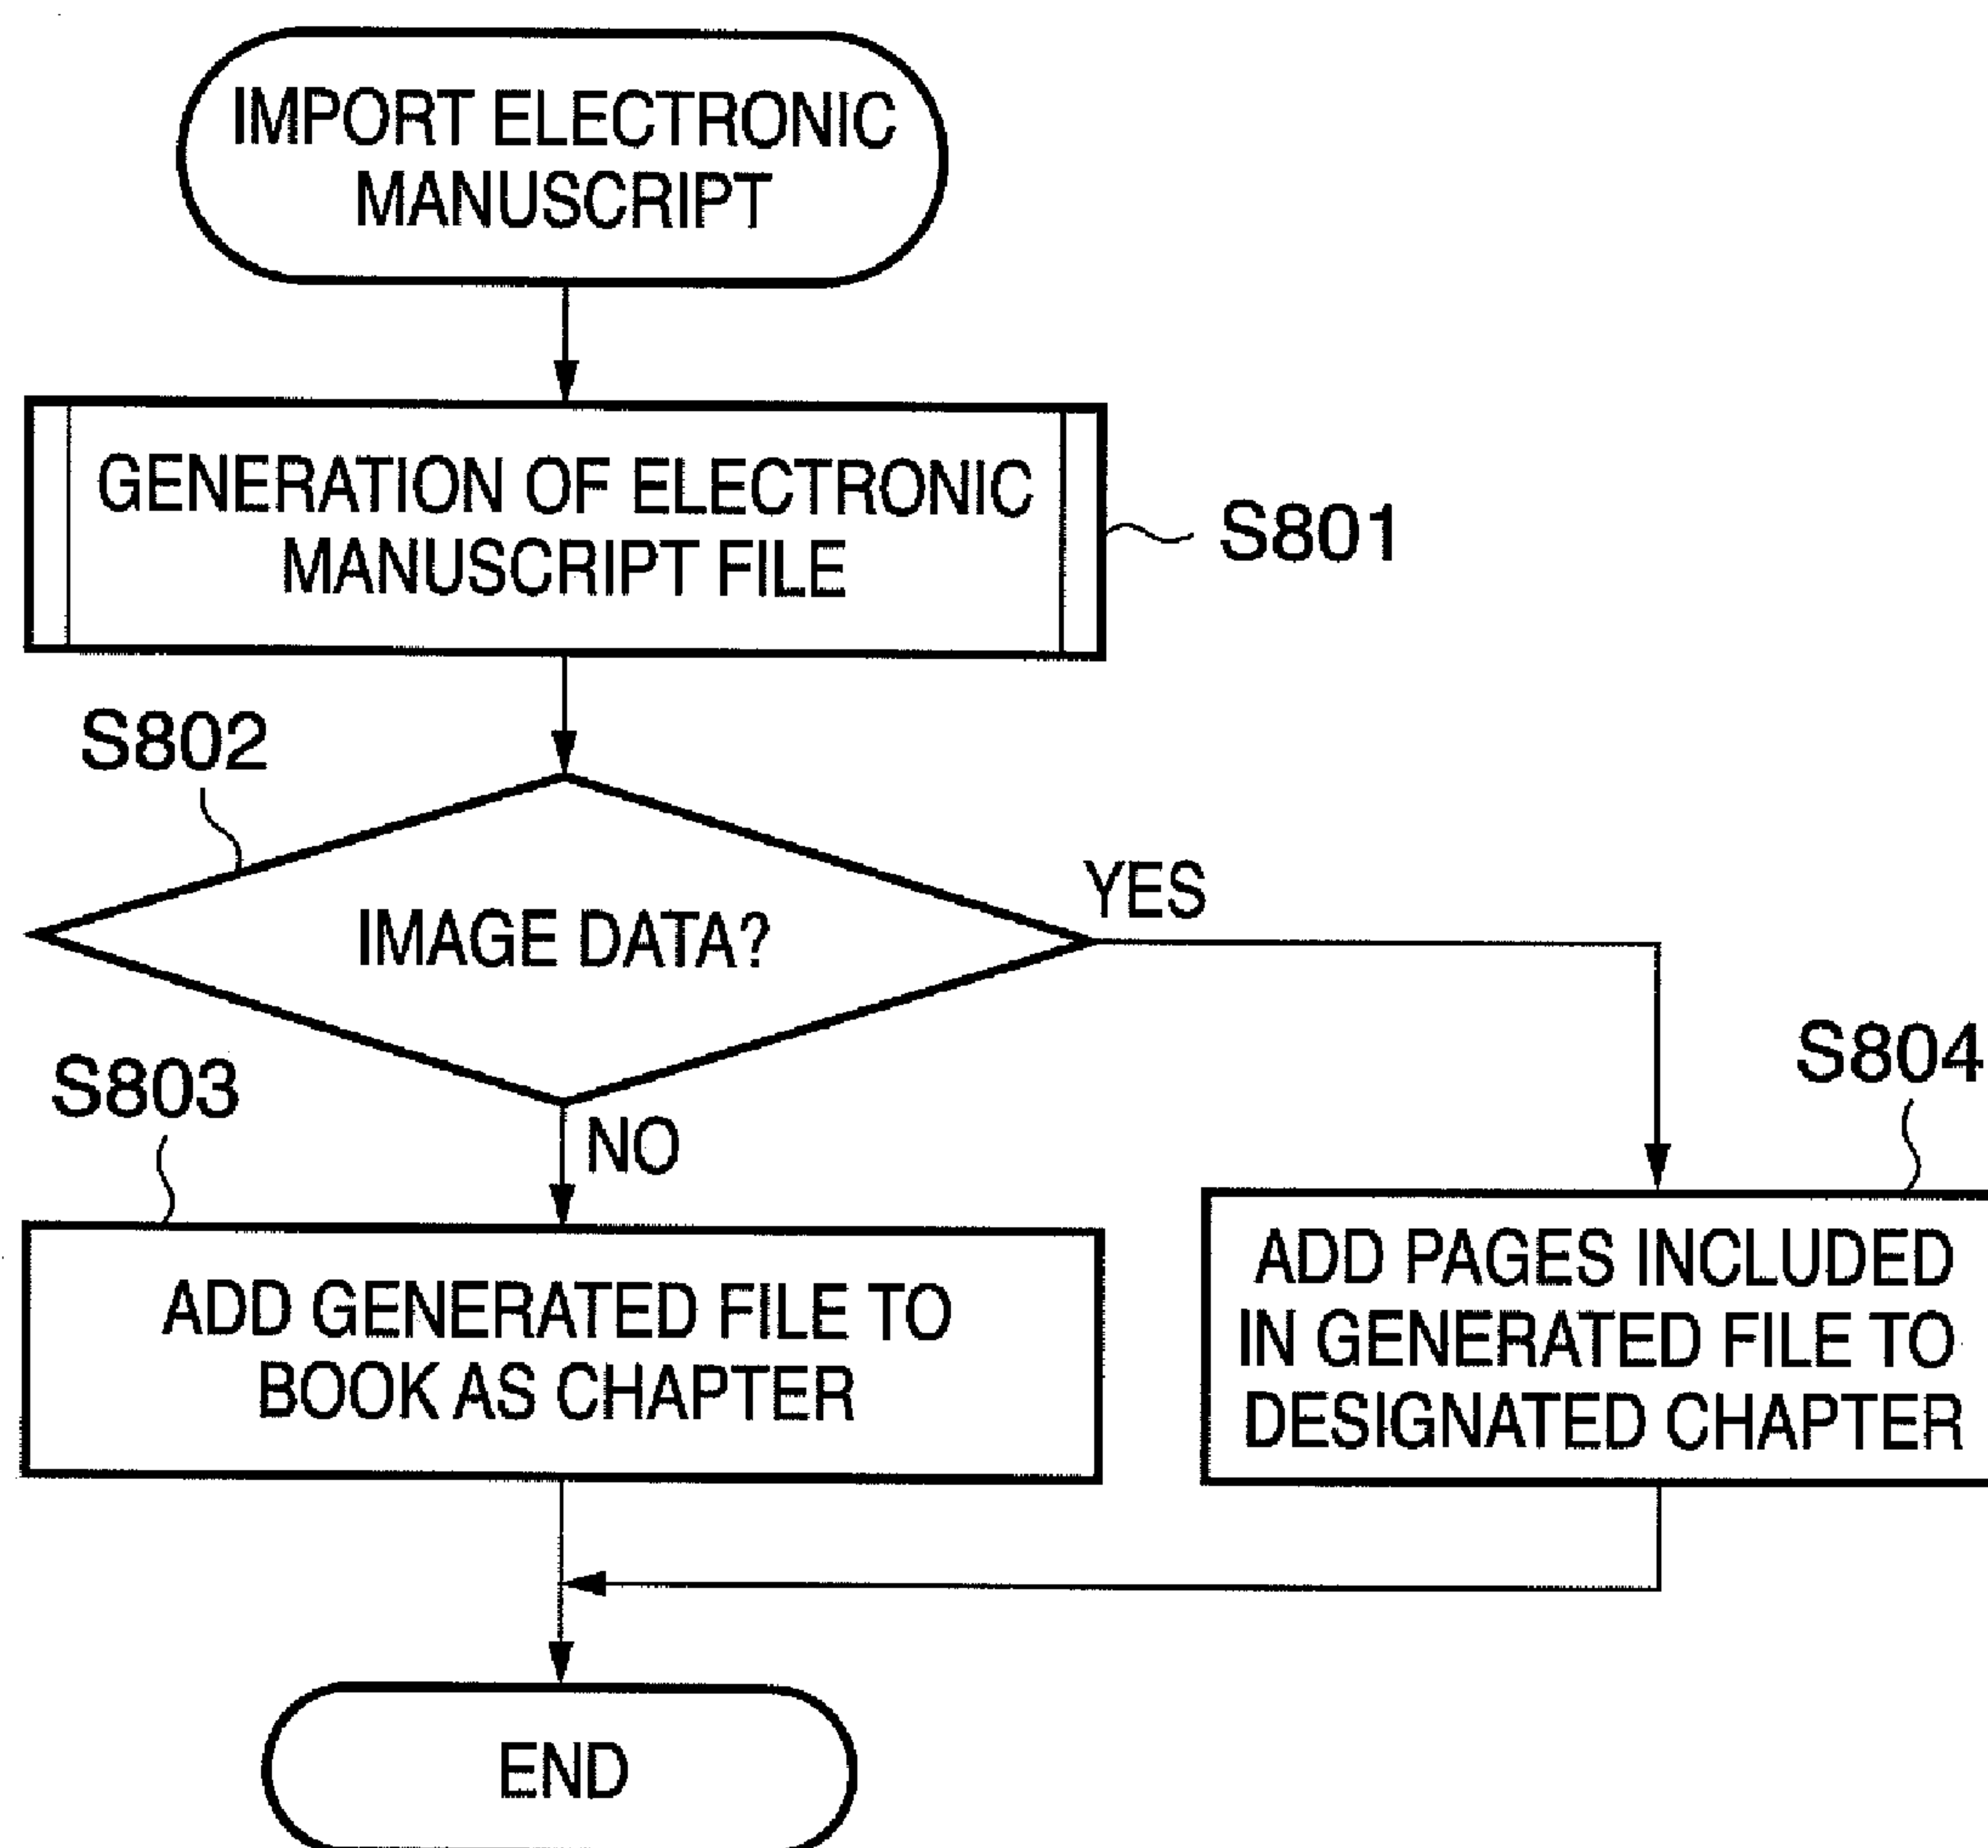 IMPORT ELECTRONIC
MANUSCRIPT
GENERATION OF ELECTRONIC
MANUSCRIPT FILE
S801
S802
IMAGE DATA?
YES
NO
S803
ADD GENERATED FILE TO
BOOK AS CHAPTER
S804
ADD PAGES INCLUDED
IN GENERATED FILE TO
DESIGNATED CHAPTER
END